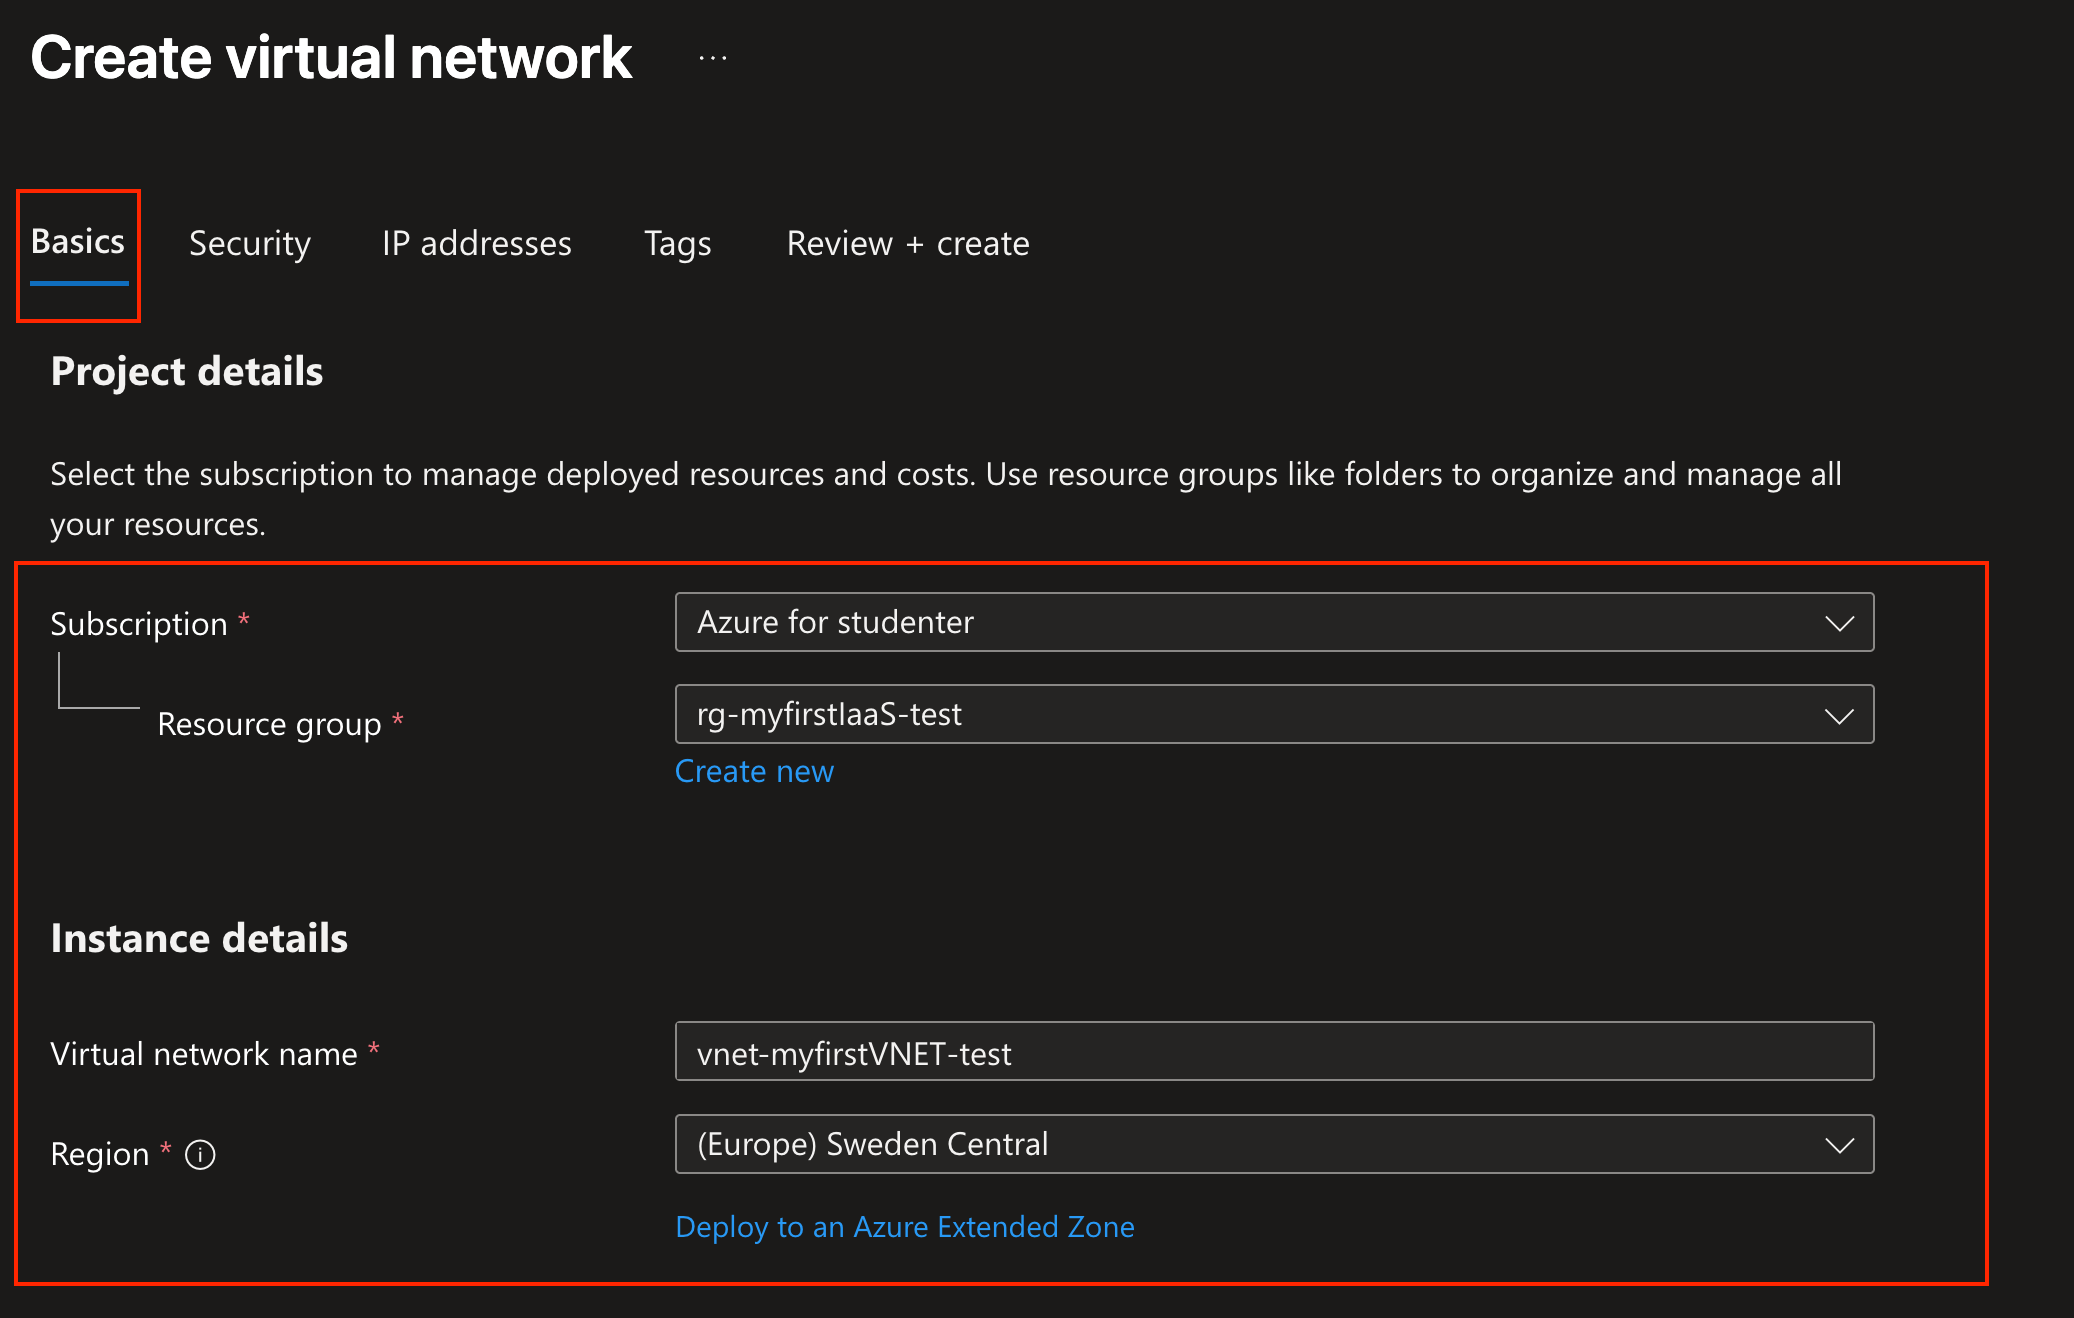 Create virtual network ...
Basics Security IP addresses Tags Review + create
Project details
Select the subscription to manage deployed resources and costs. Use resource groups like folders to organize and manage all
your resources.
Subscription * Azure for studenter
Resource group * rg-myfirstIaaS-test
Create new
Instance details
Virtual network name * vnet-myfirstVNET-test
Region * (Europe) Sweden Central
Deploy to an Azure Extended Zone